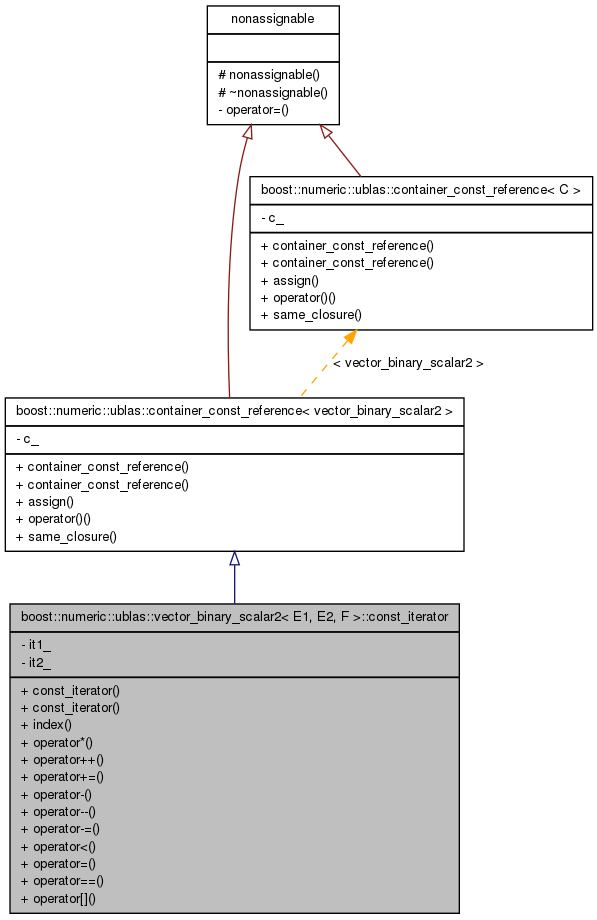 nonassignable
# nonassignable()
# ~nonassignable()
- operator=()
boost::numeric::ublas::container_const_reference< C >
- c_
+ container_const_reference()
+ container_const_reference()
+ assign()
+ operator()()
+ same_closure()
< vector_binary_scalar2 >
boost::numeric::ublas::container_const_reference< vector_binary_scalar2 >
- c_
+ container_const_reference()
+ container_const_reference()
+ assign()
+ operator()()
+ same_closure()
boost::numeric::ublas::vector_binary_scalar2< E1, E2, F >::const_iterator
- it1_
- it2_
+ const_iterator()
+ const_iterator()
+ index()
+ operator*()
+ operator++()
+ operator+=()
+ operator-()
+ operator--()
+ operator-=()
+ operator<()
+ operator=()
+ operator==()
+ operator[]()